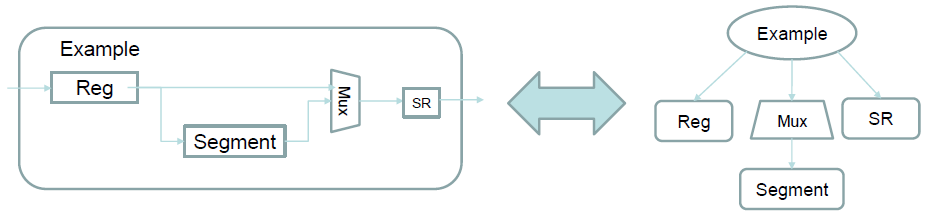 Example
Reg
Mux
SR
Segment
Example
Reg
Mux
SR
Segment